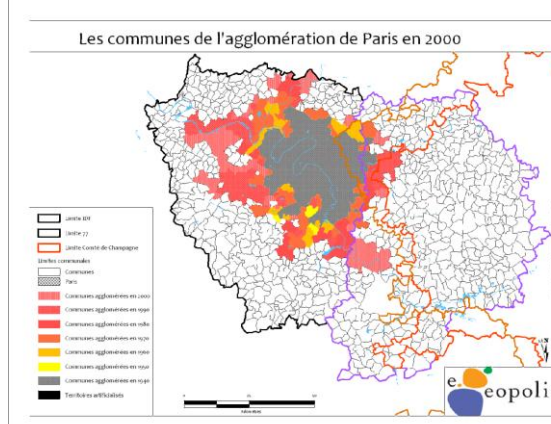 Les communes de l'agglomération de Paris en 2000
Limite 77
Limite Comté de Champagne
Limites communales
Communes
Paris
Communes agglomérées en 2000
Communes agglomérées en 1990
Communes agglomérées en 1980
Communes agglomérées en 1970
Communes agglomérées en 1960
Communes agglomérées en 1950
Communes agglomérées en 1940
Territoires artificialisés
Kilomètres
e.
eopoli